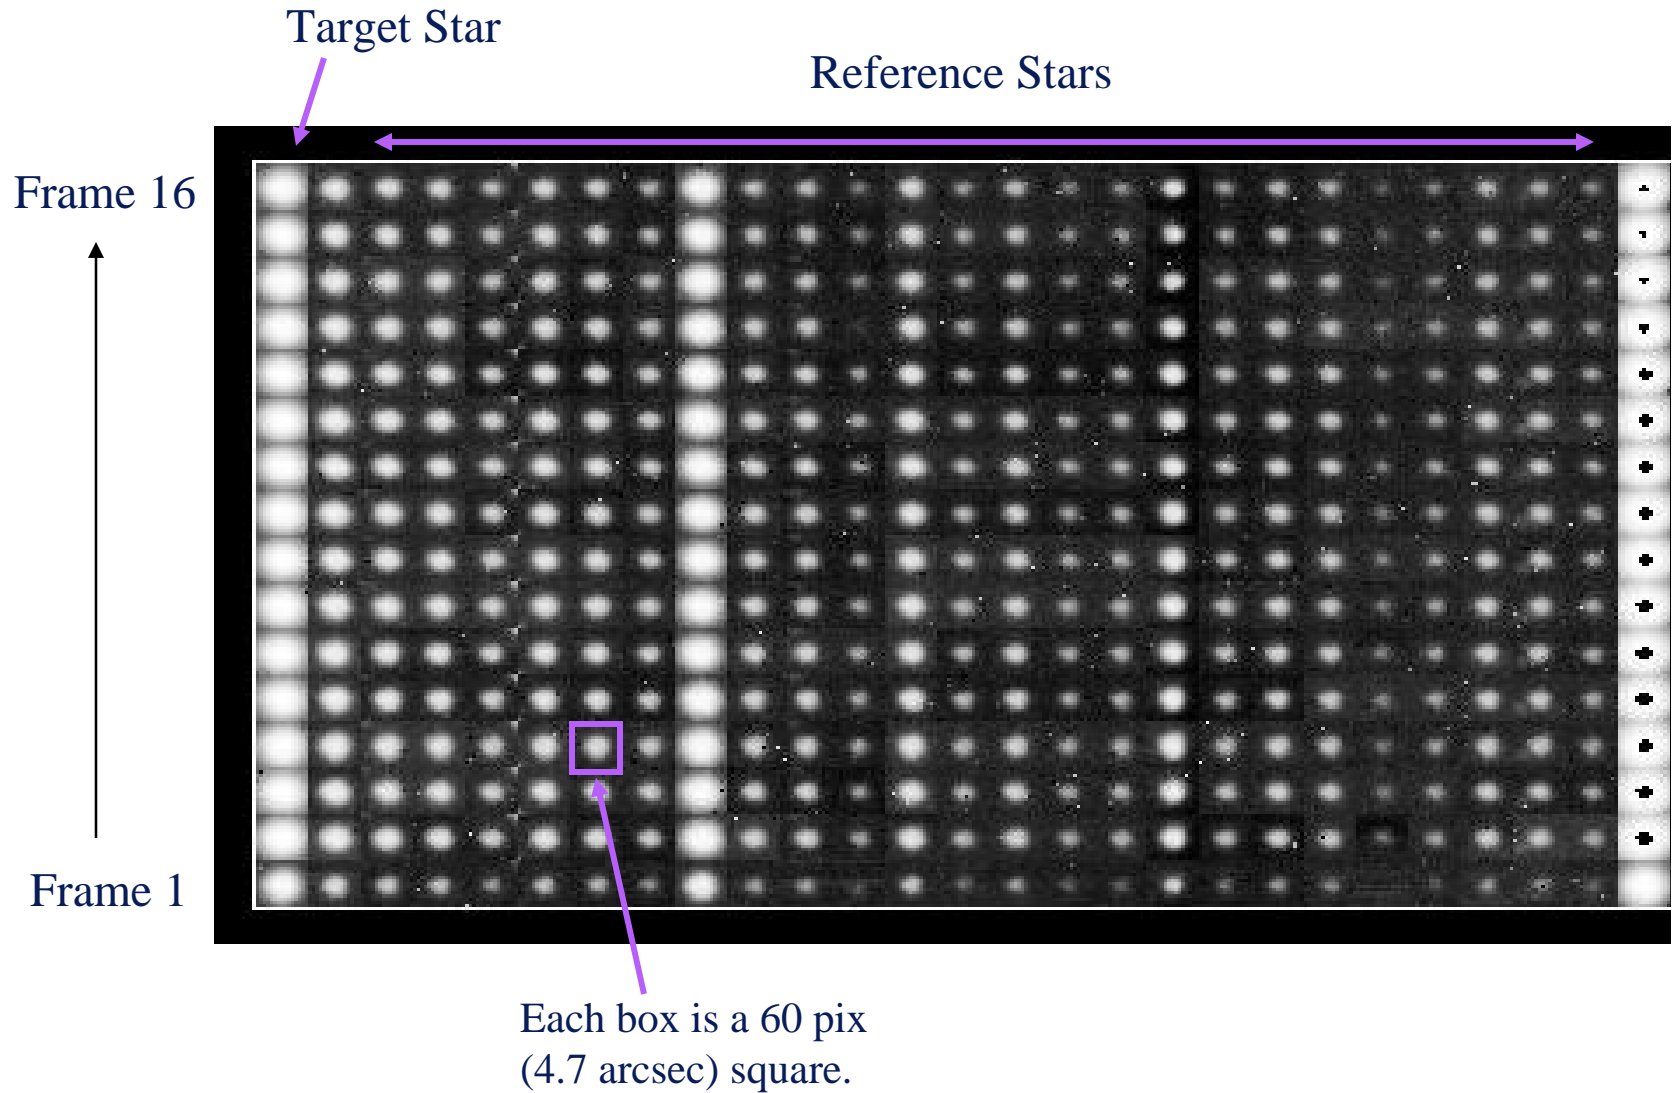 Target Star
Reference Stars
Frame 16
Frame 1
Each box is a 60 pix
(4.7 arcsec) square.